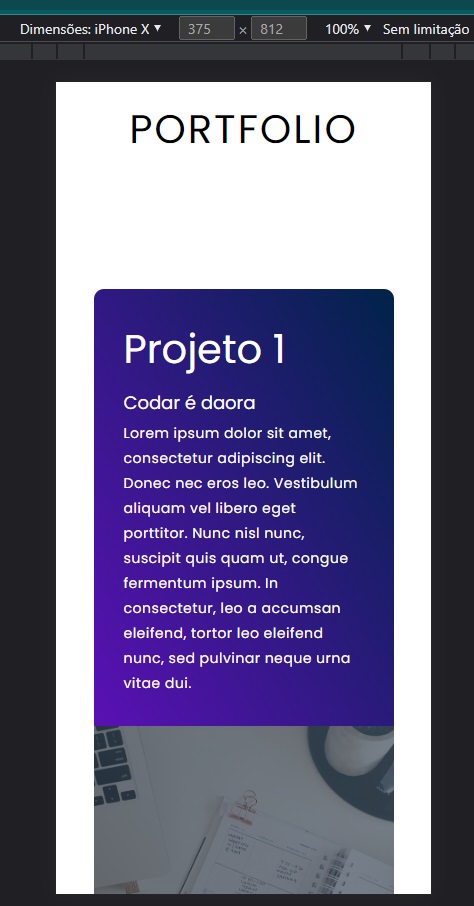 Dimensões: iPhone X ▼ 375 × 812 100% ▼ Sem limitação
PORTFOLIO
Projeto 1
Codar é daora
Lorem ipsum dolor sit amet,
consectetur adipiscing elit.
Donec nec eros leo. Vestibulum
aliquam vel libero eget
porttitor. Nunc nisl nunc,
suscipit quis quam ut, congue
fermentum ipsum. In
consectetur, leo a accumsan
eleifend, tortor leo eleifend
nunc, sed pulvinar neque urna
vitae dui.